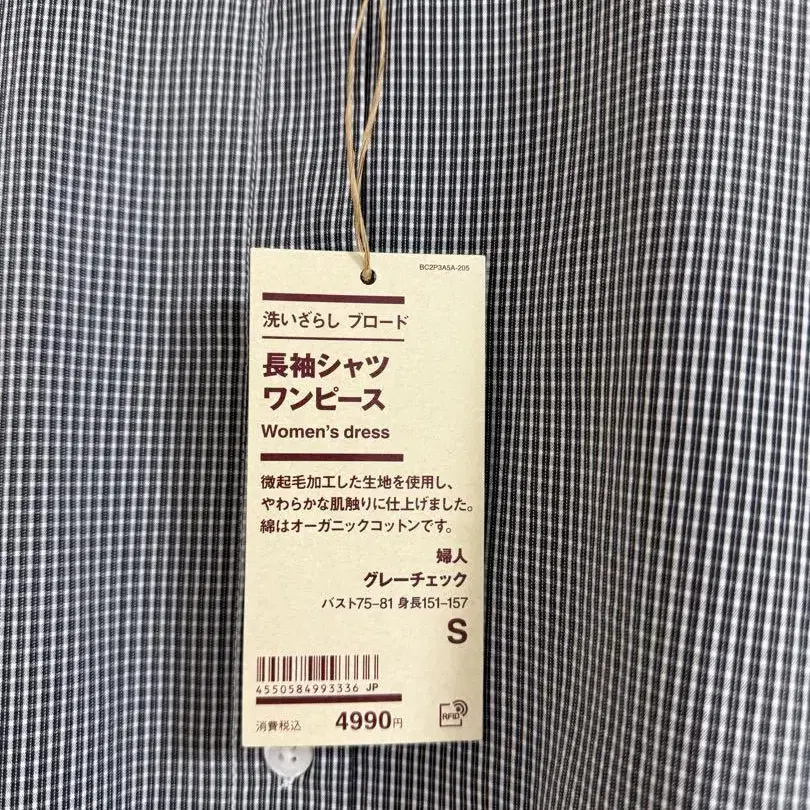 BC2P3A5A-205
洗いざらし ブロード
長袖シャツ
ワンピース
Women's dress
微起毛加工した生地を使用し、
やわらかな肌触りに仕上げました。
綿はオーガニックコットンです。
婦人
グレーチェック
バスト75–81 身長151–157
S
4550584993336 JP
消費税込 4990円
RFID